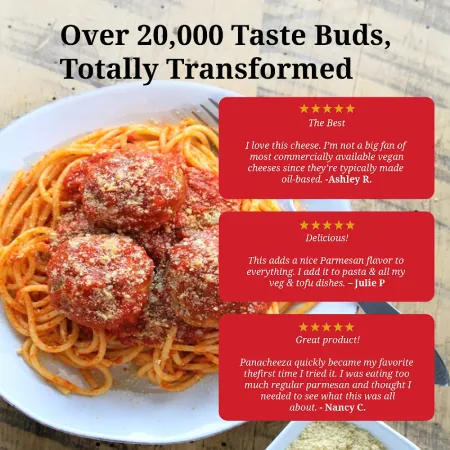 Over 20,000 Taste Buds,
Totally Transformed
The Best
I love this cheese. I'm not a big fan of
most commercially available vegan
cheeses since they're typically made
oil-based. -Ashley R.
Delicious!
This adds a nice Parmesan flavor to
everything. I add it to pasta & all my
veg & tofu dishes. – Julie P
Great product!
Panacheeza quickly became my favorite
thefirst time I tried it. I was eating too
much regular parmesan and thought I
needed to see what this was all
about. - Nancy C.